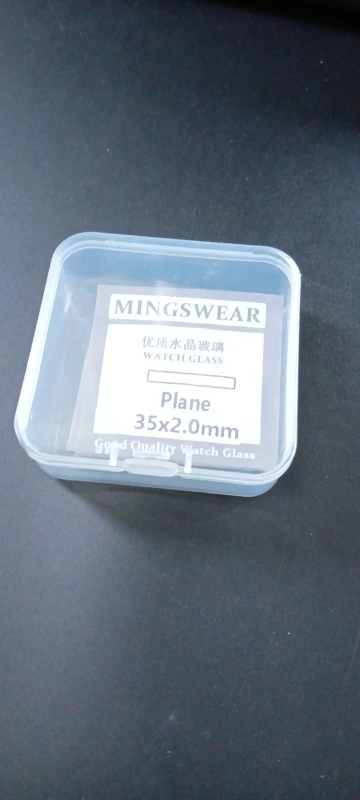 MINGSWEAR
优质水晶玻璃
WATCH GLASS
Plane
35x2.0mm
Good Quality Watch Glass